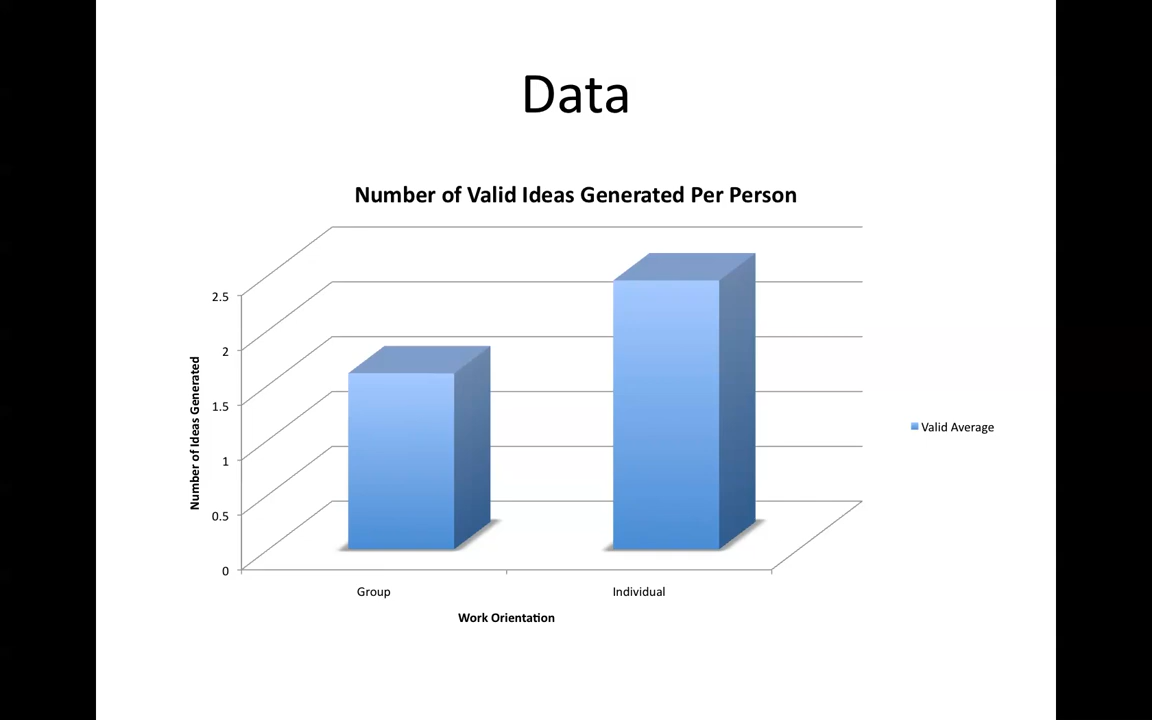 Data
Number of Valid Ideas Generated Per Person
2.5
2
1.5
1
0.5
0
Number of Ideas Generated
Group
Individual
Work Orientation
Valid Average